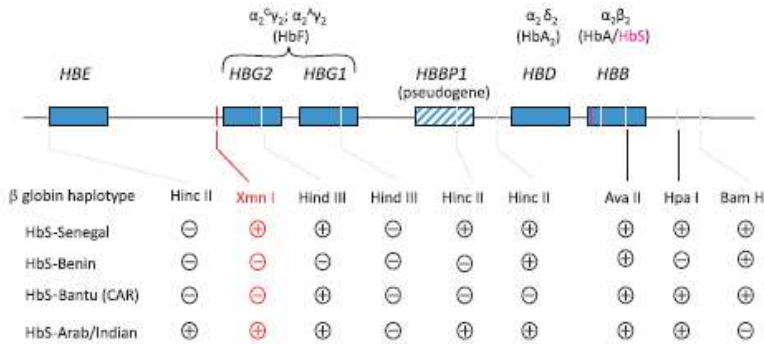 α₂ᴳγ₂; α₂ᴬγ₂ α₂ δ₂ α₂β₂
(HbF) (HbA₂) (HbA/HbS)
HBE HBG2 HBG1 HBBP1 HBD HBB
(pseudogene)
β globin haplotype Hinc II Xmn I Hind III Hind III Hinc II Hinc II Ava II Hpa I Bam H
HbS-Senegal − + + − + + + + +
HbS-Benin − − − − − + + − +
HbS-Bantu (CAR) − − + − − − + + +
HbS-Arab/Indian + + + − + + + + −